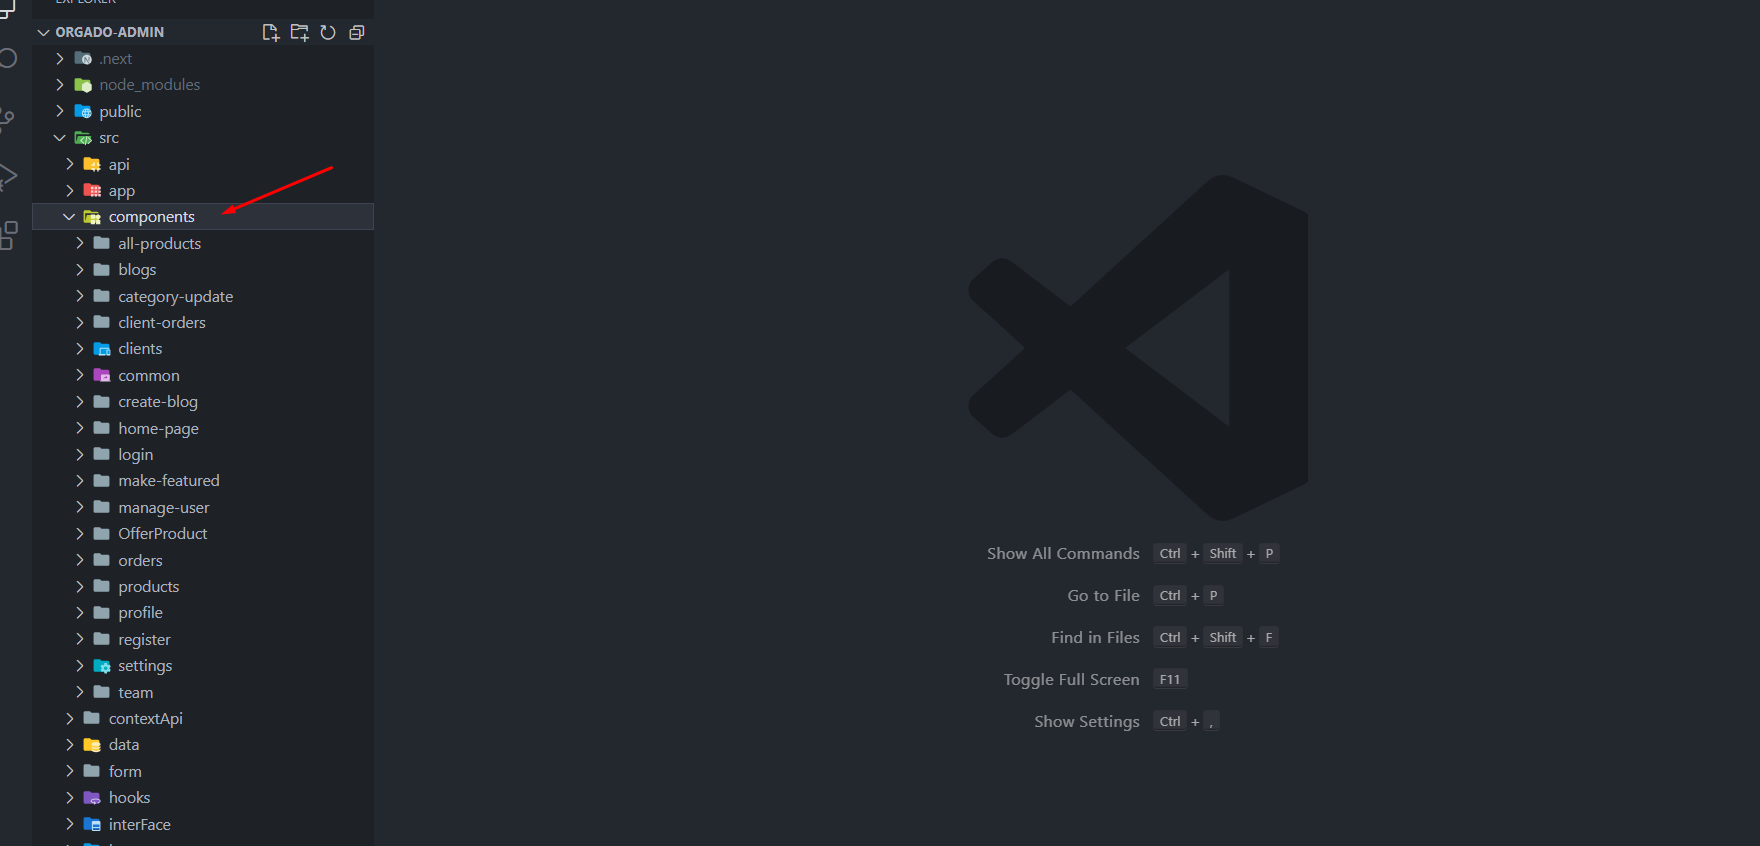 EXPLORER
ORGADO-ADMIN
.next
node_modules
public
src
api
app
components
all-products
blogs
category-update
client-orders
clients
common
create-blog
home-page
login
make-featured
manage-user
OfferProduct
orders
products
profile
register
settings
team
contextApi
data
form
hooks
interFace
Show All Commands Ctrl + Shift + P
Go to File Ctrl + P
Find in Files Ctrl + Shift + F
Toggle Full Screen F11
Show Settings Ctrl + ,